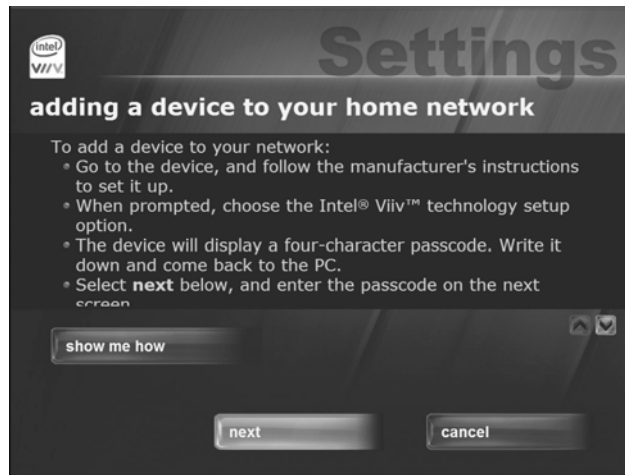 intel
VIIV
Settings
adding a device to your home network
To add a device to your network:
Go to the device, and follow the manufacturer's instructions
to set it up.
When prompted, choose the Intel® Viiv™ technology setup
option.
The device will display a four-character passcode. Write it
down and come back to the PC.
Select next below, and enter the passcode on the next
screen
show me how
next
cancel